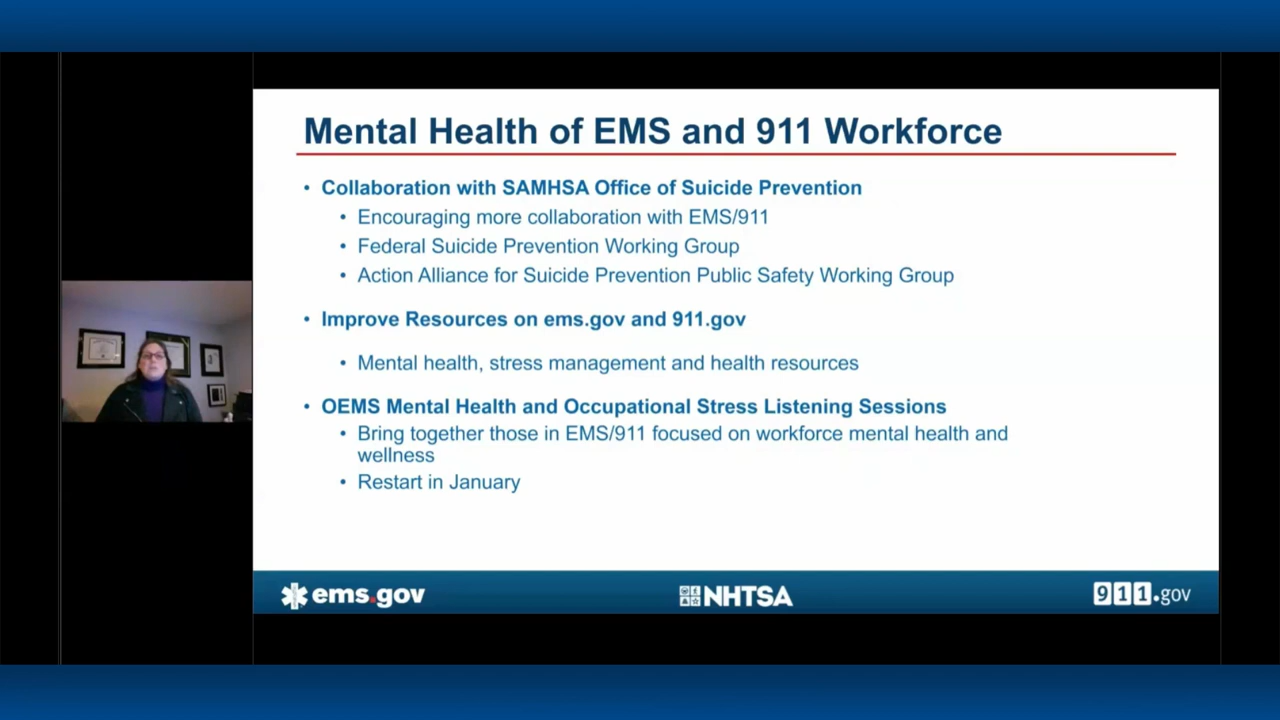 Mental Health of EMS and 911 Workforce
• Collaboration with SAMHSA Office of Suicide Prevention
• Encouraging more collaboration with EMS/911
• Federal Suicide Prevention Working Group
• Action Alliance for Suicide Prevention Public Safety Working Group
• Improve Resources on ems.gov and 911.gov
• Mental health, stress management and health resources
• OEMS Mental Health and Occupational Stress Listening Sessions
• Bring together those in EMS/911 focused on workforce mental health and
wellness
• Restart in January
ems.gov
NHTSA
911.gov